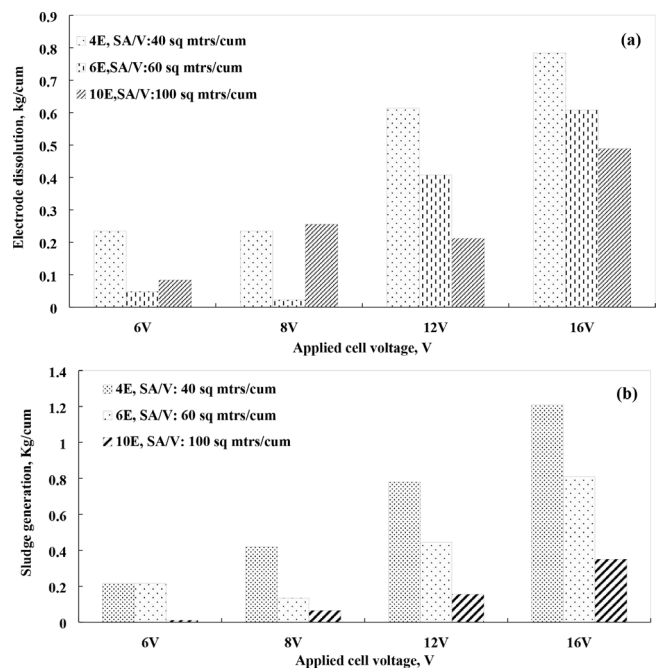 (a)
4E, SA/V:40 sq mtrs/cum
6E,SA/V:60 sq mtrs/cum
10E,SA/V:100 sq mtrs/cum
Electrode dissolution, kg/cum
0.9
0.8
0.7
0.6
0.5
0.4
0.3
0.2
0.1
0
6V 8V 12V 16V
Applied cell voltage, V
(b)
4E, SA/V: 40 sq mtrs/cum
6E, SA/V: 60 sq mtrs/cum
10E, SA/V: 100 sq mtrs/cum
Sludge generation, Kg/cum
1.4
1.2
1
0.8
0.6
0.4
0.2
0
6V 8V 12V 16V
Applied cell voltage, V